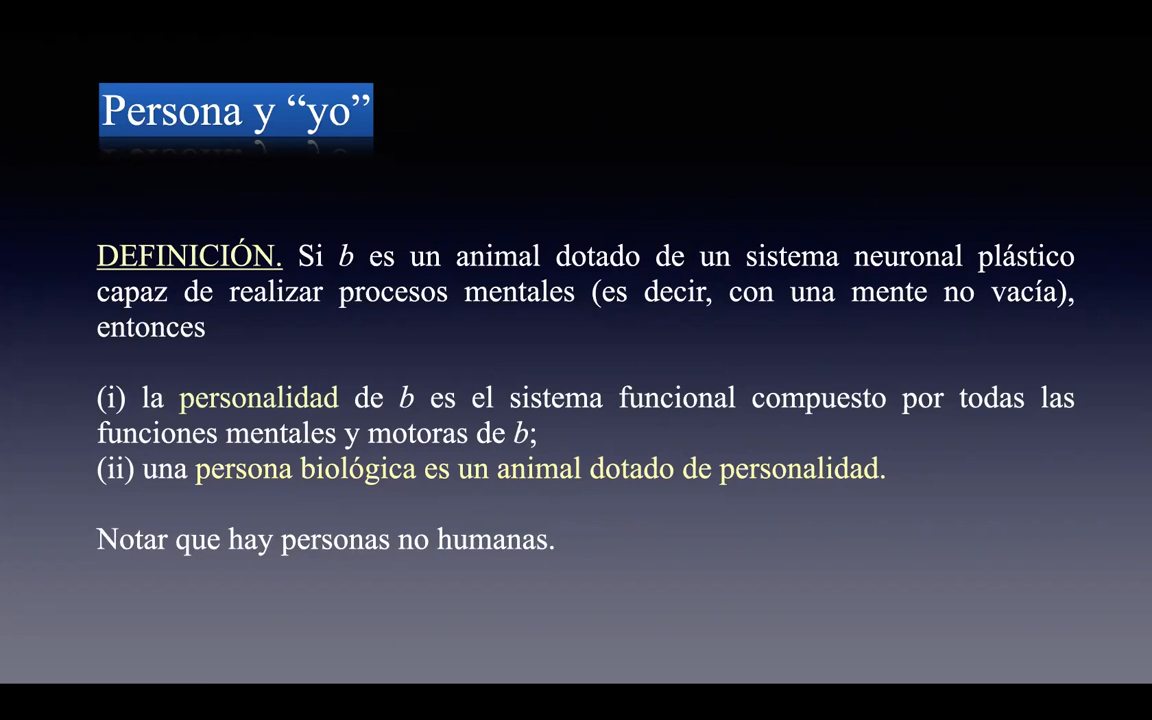 Persona y “yo”
DEFINICIÓN. Si b es un animal dotado de un sistema neuronal plástico
capaz de realizar procesos mentales (es decir, con una mente no vacía),
entonces
(i) la personalidad de b es el sistema funcional compuesto por todas las
funciones mentales y motoras de b;
(ii) una persona biológica es un animal dotado de personalidad.
Notar que hay personas no humanas.